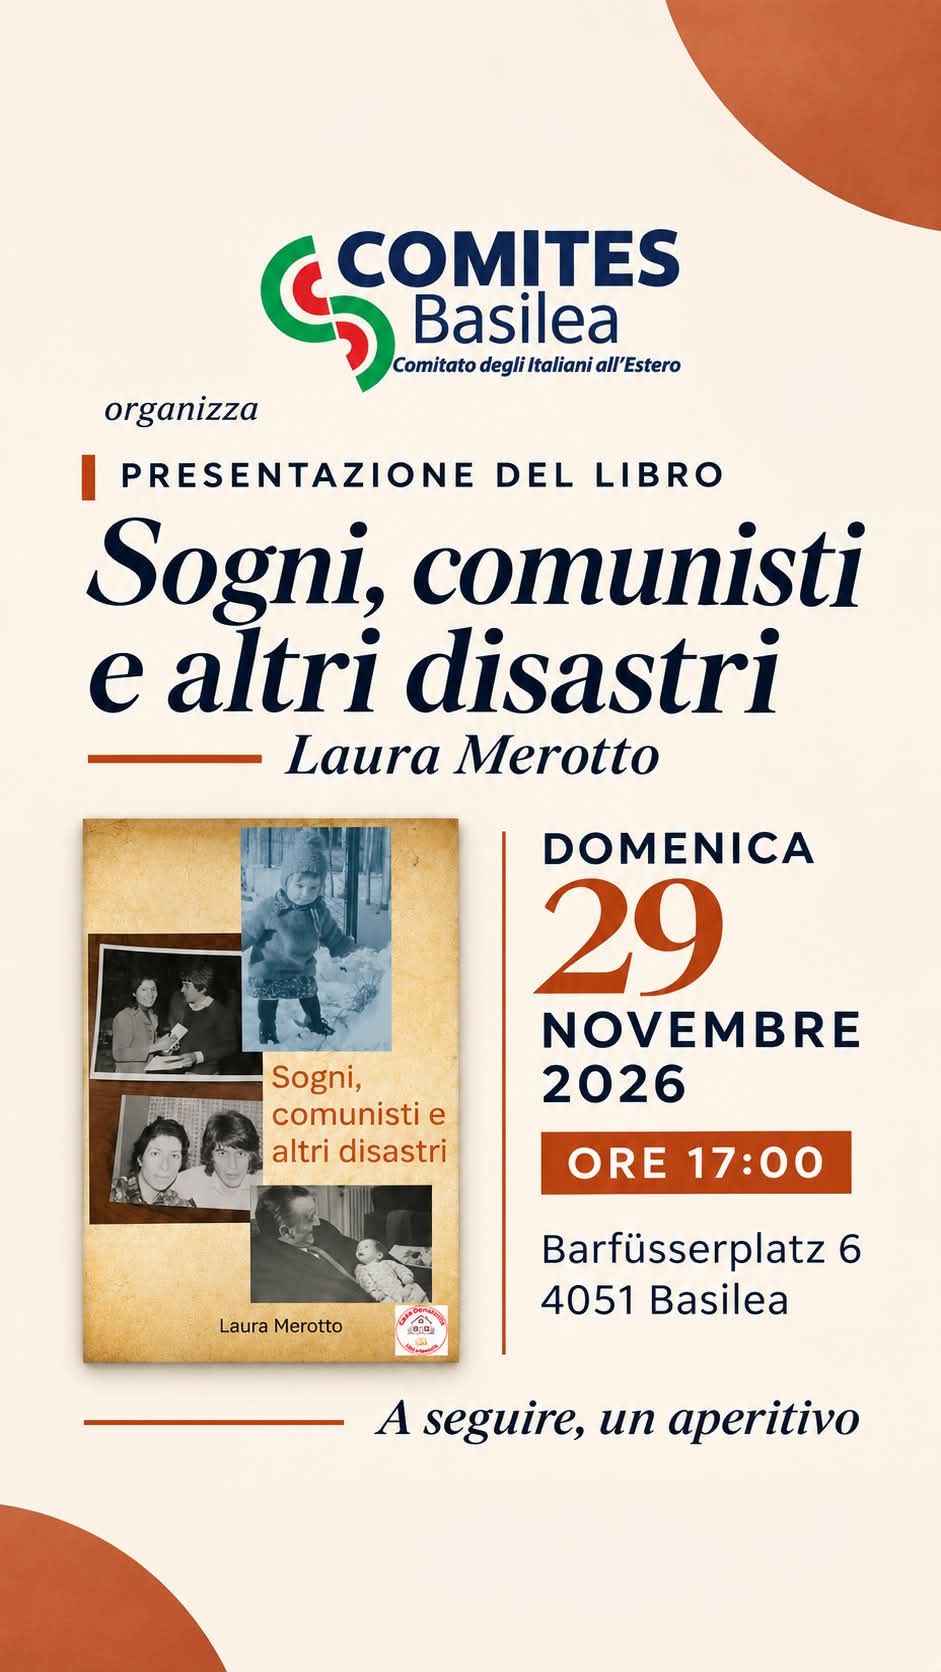 COMITES
Basilea
Comitato degli Italiani all'Estero
organizza
PRESENTAZIONE DEL LIBRO
Sogni, comunisti
e altri disastri
Laura Merotto
Sogni,
comunisti e
altri disastri
Laura Merotto
DOMENICA
29
NOVEMBRE
2026
ORE 17:00
Barfüsserplatz 6
4051 Basilea
A seguire, un aperitivo